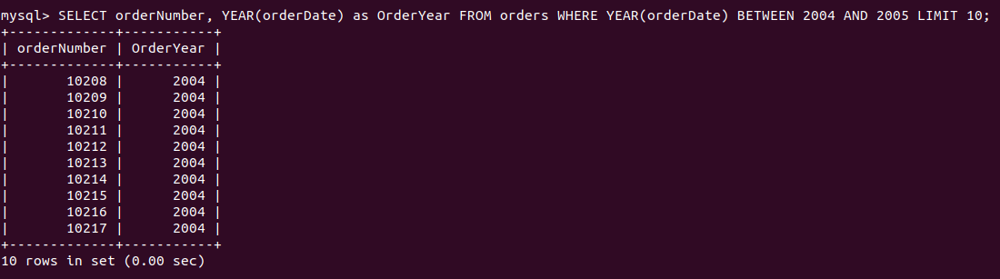 mysql> SELECT orderNumber, YEAR(orderDate) as OrderYear FROM orders WHERE YEAR(orderDate) BETWEEN 2004 AND 2005 LIMIT 10;
+-------------+-----------+
| orderNumber | OrderYear |
+-------------+-----------+
|       10208 |      2004 |
|       10209 |      2004 |
|       10210 |      2004 |
|       10211 |      2004 |
|       10212 |      2004 |
|       10213 |      2004 |
|       10214 |      2004 |
|       10215 |      2004 |
|       10216 |      2004 |
|       10217 |      2004 |
+-------------+-----------+
10 rows in set (0.00 sec)